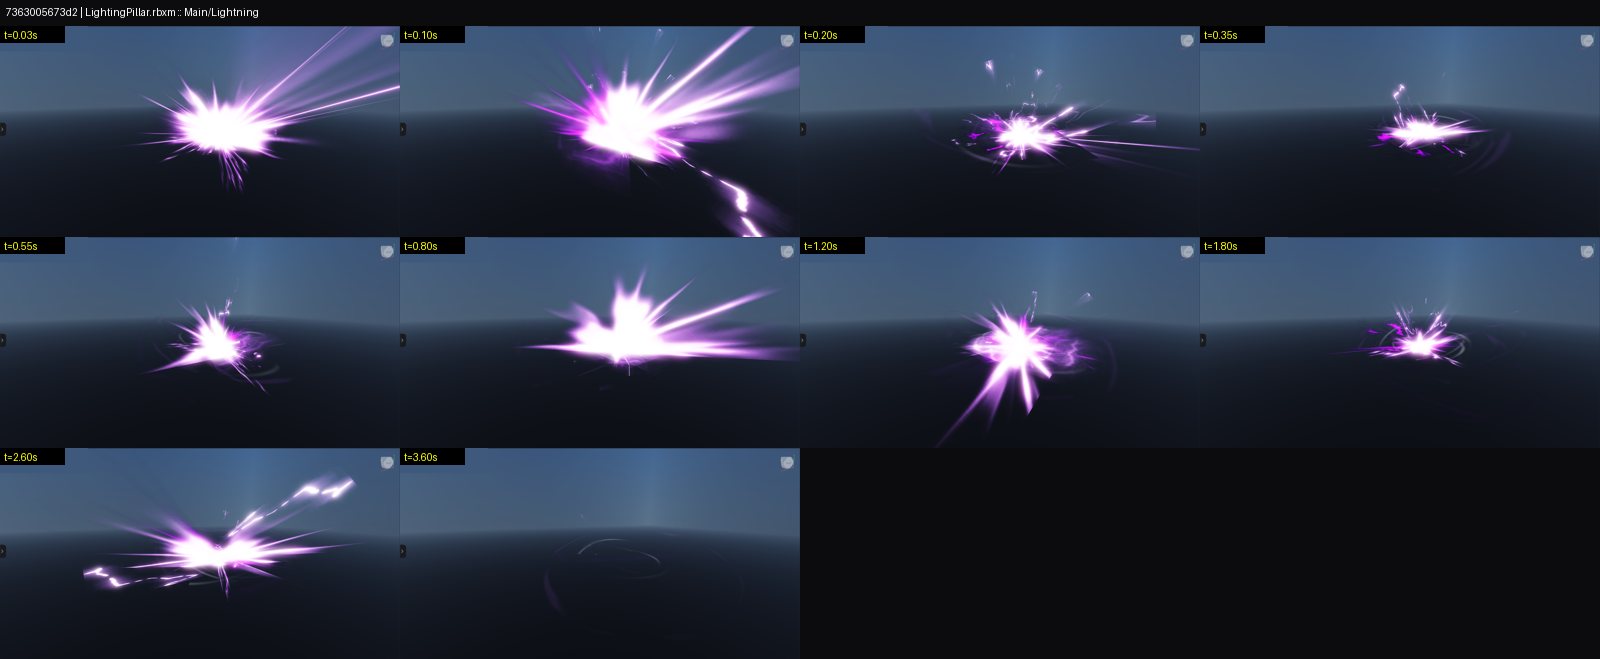 7363005673d2 | LightingPillar.rbxm :: Main/Lightning
t=0.03s
t=0.10s
t=0.20s
t=0.35s
t=0.55s
t=0.80s
t=1.20s
t=1.80s
t=2.60s
t=3.60s